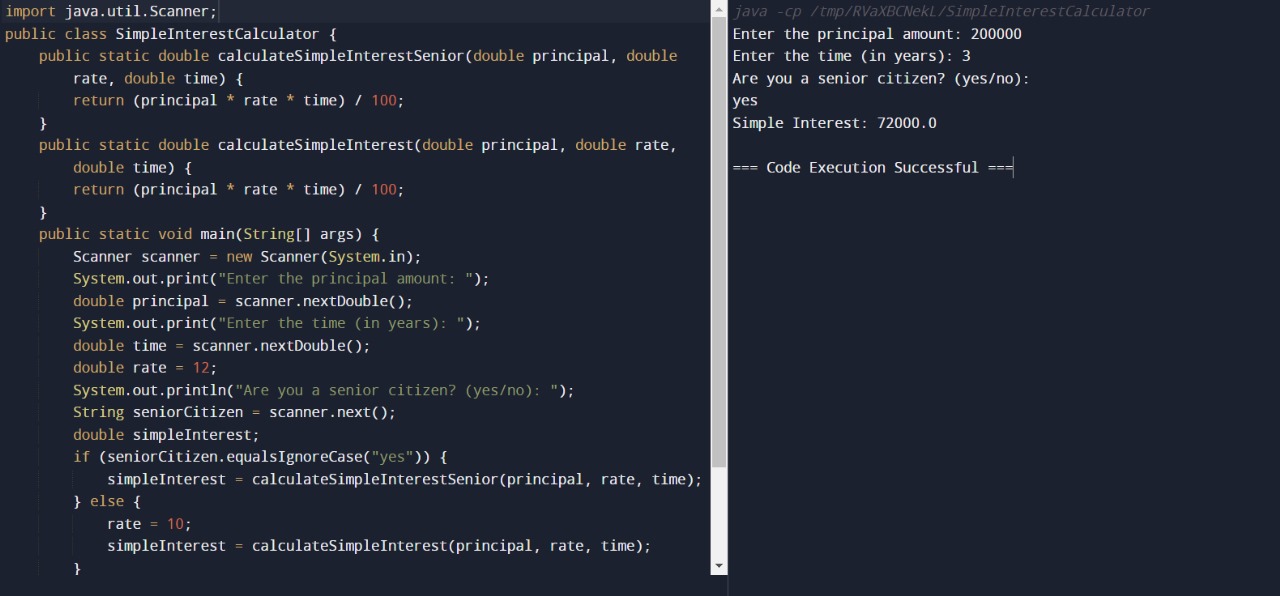 import java.util.Scanner;
public class SimpleInterestCalculator {
    public static double calculateSimpleInterestSenior(double principal, double
        rate, double time) {
        return (principal * rate * time) / 100;
    }
    public static double calculateSimpleInterest(double principal, double rate,
        double time) {
        return (principal * rate * time) / 100;
    }
    public static void main(String[] args) {
        Scanner scanner = new Scanner(System.in);
        System.out.print("Enter the principal amount: ");
        double principal = scanner.nextDouble();
        System.out.print("Enter the time (in years): ");
        double time = scanner.nextDouble();
        double rate = 12;
        System.out.println("Are you a senior citizen? (yes/no): ");
        String seniorCitizen = scanner.next();
        double simpleInterest;
        if (seniorCitizen.equalsIgnoreCase("yes")) {
            simpleInterest = calculateSimpleInterestSenior(principal, rate, time);
        } else {
            rate = 10;
            simpleInterest = calculateSimpleInterest(principal, rate, time);
        }
java -cp /tmp/RVaXBCNekL/SimpleInterestCalculator
Enter the principal amount: 200000
Enter the time (in years): 3
Are you a senior citizen? (yes/no):
yes
Simple Interest: 72000.0
=== Code Execution Successful ===